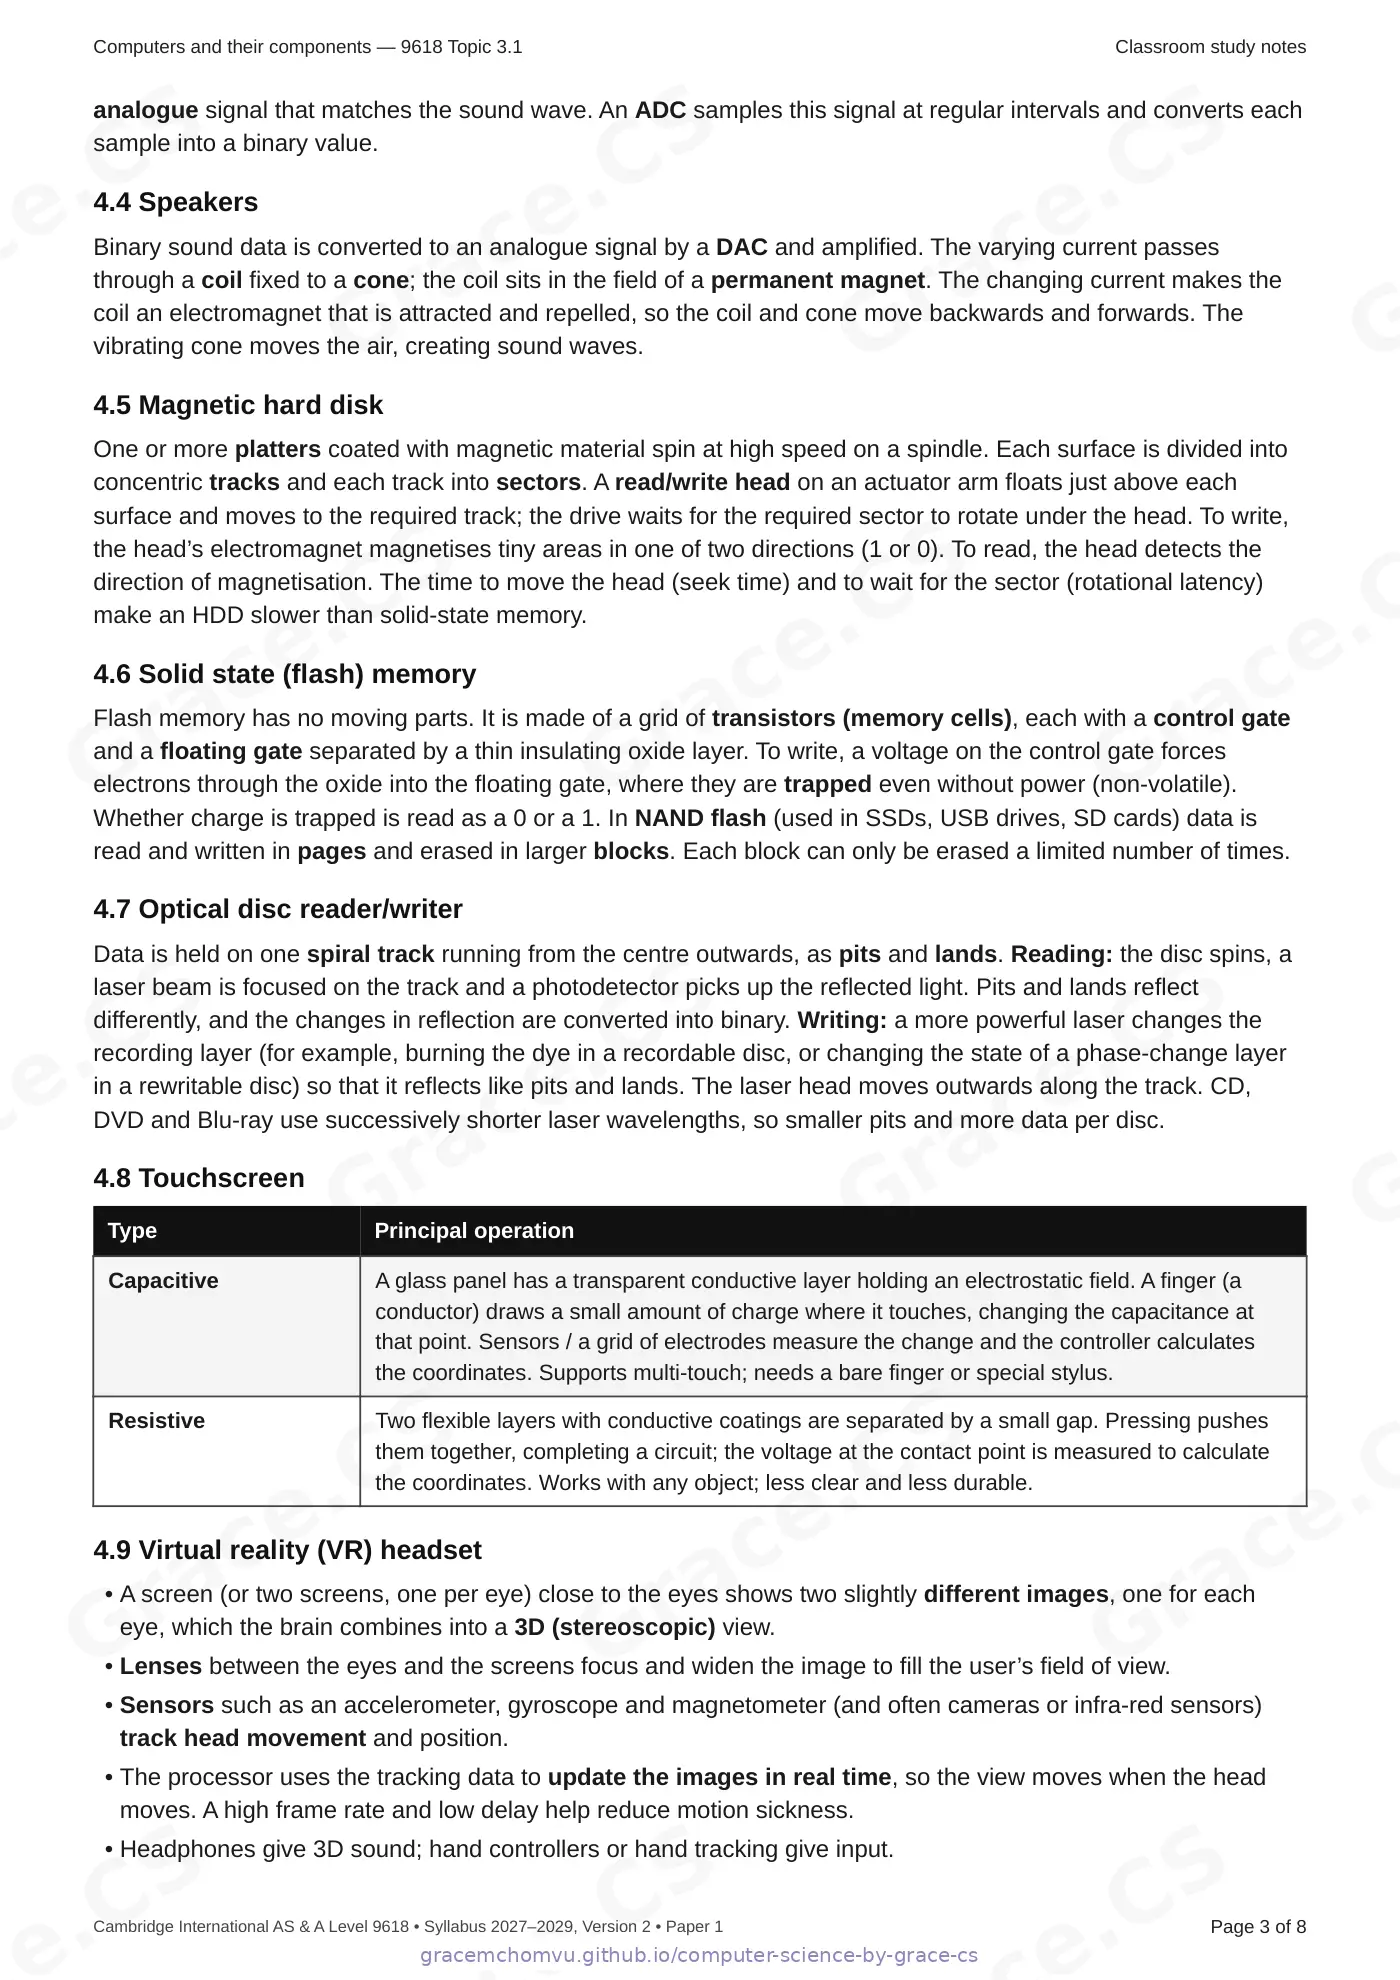 Computers and their components — 9618 Topic 3.1
Classroom study notes
analogue signal that matches the sound wave. An ADC samples this signal at regular intervals and converts each
sample into a binary value.
4.4 Speakers
Binary sound data is converted to an analogue signal by a DAC and amplified. The varying current passes
through a coil fixed to a cone; the coil sits in the field of a permanent magnet. The changing current makes the
coil an electromagnet that is attracted and repelled, so the coil and cone move backwards and forwards. The
vibrating cone moves the air, creating sound waves.
4.5 Magnetic hard disk
One or more platters coated with magnetic material spin at high speed on a spindle. Each surface is divided into
concentric tracks and each track into sectors. A read/write head on an actuator arm floats just above each
surface and moves to the required track; the drive waits for the required sector to rotate under the head. To write,
the head’s electromagnet magnetises tiny areas in one of two directions (1 or 0). To read, the head detects the
direction of magnetisation. The time to move the head (seek time) and to wait for the sector (rotational latency)
make an HDD slower than solid-state memory.
4.6 Solid state (flash) memory
Flash memory has no moving parts. It is made of a grid of transistors (memory cells), each with a control gate
and a floating gate separated by a thin insulating oxide layer. To write, a voltage on the control gate forces
electrons through the oxide into the floating gate, where they are trapped even without power (non-volatile).
Whether charge is trapped is read as a 0 or a 1. In NAND flash (used in SSDs, USB drives, SD cards) data is
read and written in pages and erased in larger blocks. Each block can only be erased a limited number of times.
4.7 Optical disc reader/writer
Data is held on one spiral track running from the centre outwards, as pits and lands. Reading: the disc spins, a
laser beam is focused on the track and a photodetector picks up the reflected light. Pits and lands reflect
differently, and the changes in reflection are converted into binary. Writing: a more powerful laser changes the
recording layer (for example, burning the dye in a recordable disc, or changing the state of a phase-change layer
in a rewritable disc) so that it reflects like pits and lands. The laser head moves outwards along the track. CD,
DVD and Blu-ray use successively shorter laser wavelengths, so smaller pits and more data per disc.
4.8 Touchscreen
Type
Principal operation
Capacitive
A glass panel has a transparent conductive layer holding an electrostatic field. A finger (a
conductor) draws a small amount of charge where it touches, changing the capacitance at
that point. Sensors / a grid of electrodes measure the change and the controller calculates
the coordinates. Supports multi-touch; needs a bare finger or special stylus.
Resistive
Two flexible layers with conductive coatings are separated by a small gap. Pressing pushes
them together, completing a circuit; the voltage at the contact point is measured to calculate
the coordinates. Works with any object; less clear and less durable.
4.9 Virtual reality (VR) headset
• A screen (or two screens, one per eye) close to the eyes shows two slightly different images, one for each
eye, which the brain combines into a 3D (stereoscopic) view.
• Lenses between the eyes and the screens focus and widen the image to fill the user’s field of view.
• Sensors such as an accelerometer, gyroscope and magnetometer (and often cameras or infra-red sensors)
track head movement and position.
• The processor uses the tracking data to update the images in real time, so the view moves when the head
moves. A high frame rate and low delay help reduce motion sickness.
• Headphones give 3D sound; hand controllers or hand tracking give input.
Cambridge International AS & A Level 9618 • Syllabus 2027–2029, Version 2 • Paper 1
Page 3 of 8
gracemchomvu.github.io/computer-science-by-grace-cs
Grace.CS